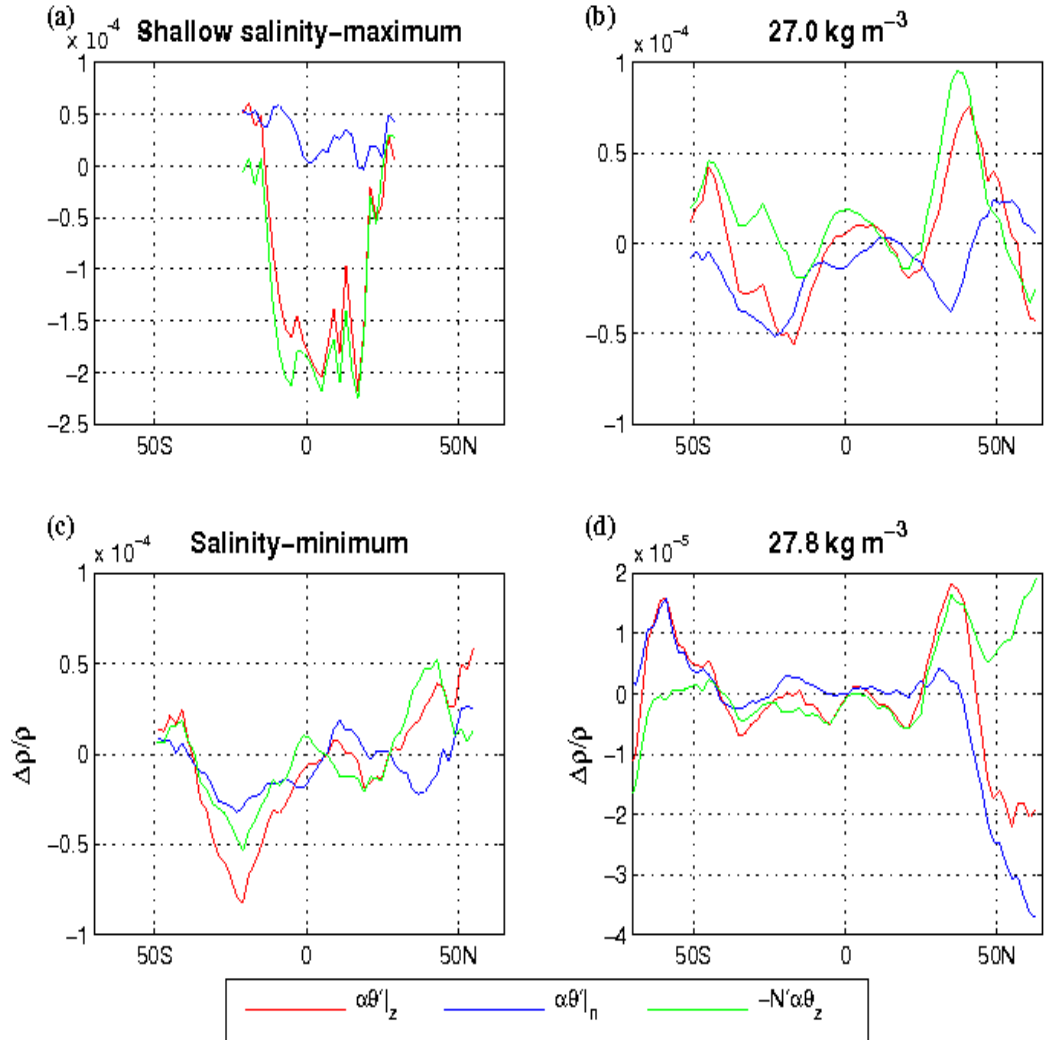 (a)
× 10⁻⁴
Shallow salinity−maximum
1
0.5
0
−0.5
−1
−1.5
−2
−2.5
50S
0
50N
(b)
× 10⁻⁴
27.0 kg m⁻³
1
0.5
0
−0.5
−1
50S
0
50N
(c)
× 10⁻⁴
Salinity−minimum
1
0.5
0
−0.5
−1
Δρ/ρ
50S
0
50N
(d)
× 10⁻⁵
27.8 kg m⁻³
2
1
0
−1
−2
−3
−4
Δρ/ρ
50S
0
50N
αθ′|z
αθ′|n
−N′αθz